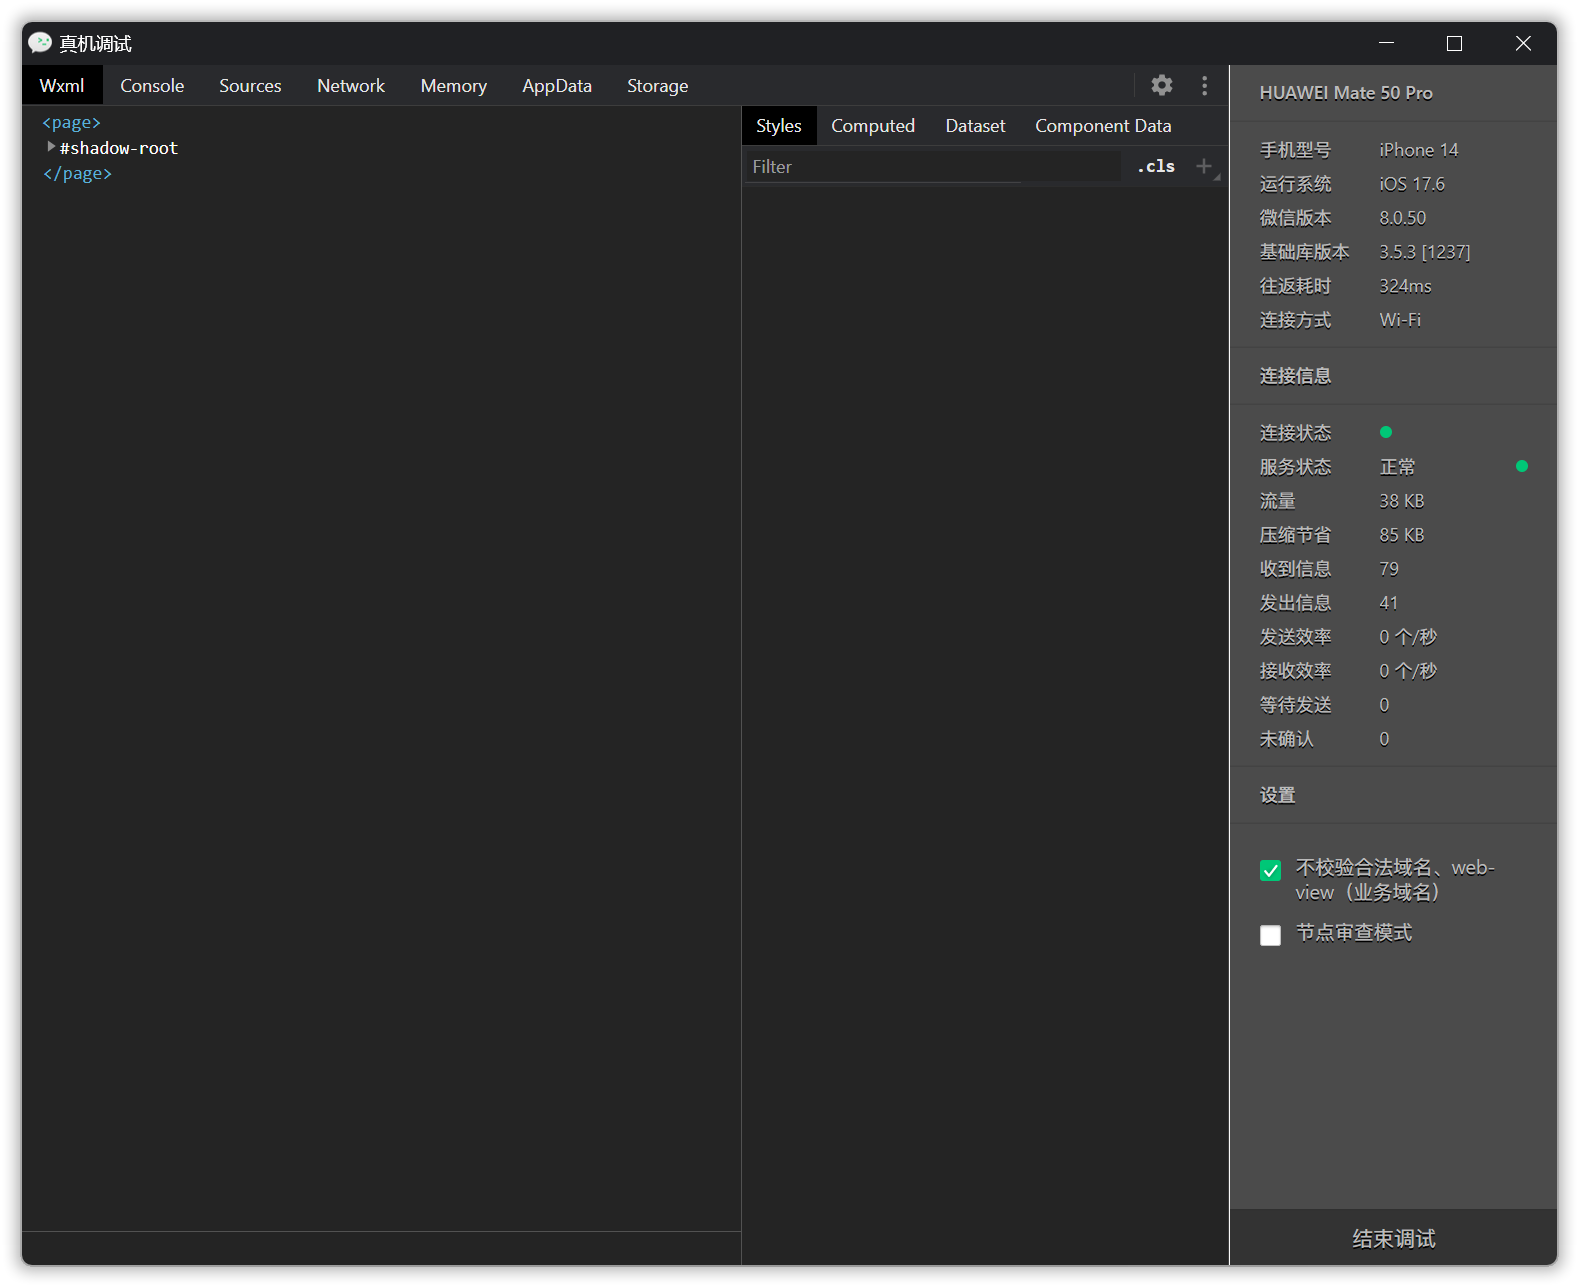 真机调试
Wxml Console Sources Network Memory AppData Storage
<page>
#shadow-root
</page>
Styles Computed Dataset Component Data
Filter .cls
HUAWEI Mate 50 Pro
手机型号 iPhone 14
运行系统 iOS 17.6
微信版本 8.0.50
基础库版本 3.5.3 [1237]
往返耗时 324ms
连接方式 Wi-Fi
连接信息
连接状态
服务状态 正常
流量 38 KB
压缩节省 85 KB
收到信息 79
发出信息 41
发送效率 0 个/秒
接收效率 0 个/秒
等待发送 0
未确认 0
设置
不校验合法域名、web-
view（业务域名）
节点审查模式
结束调试